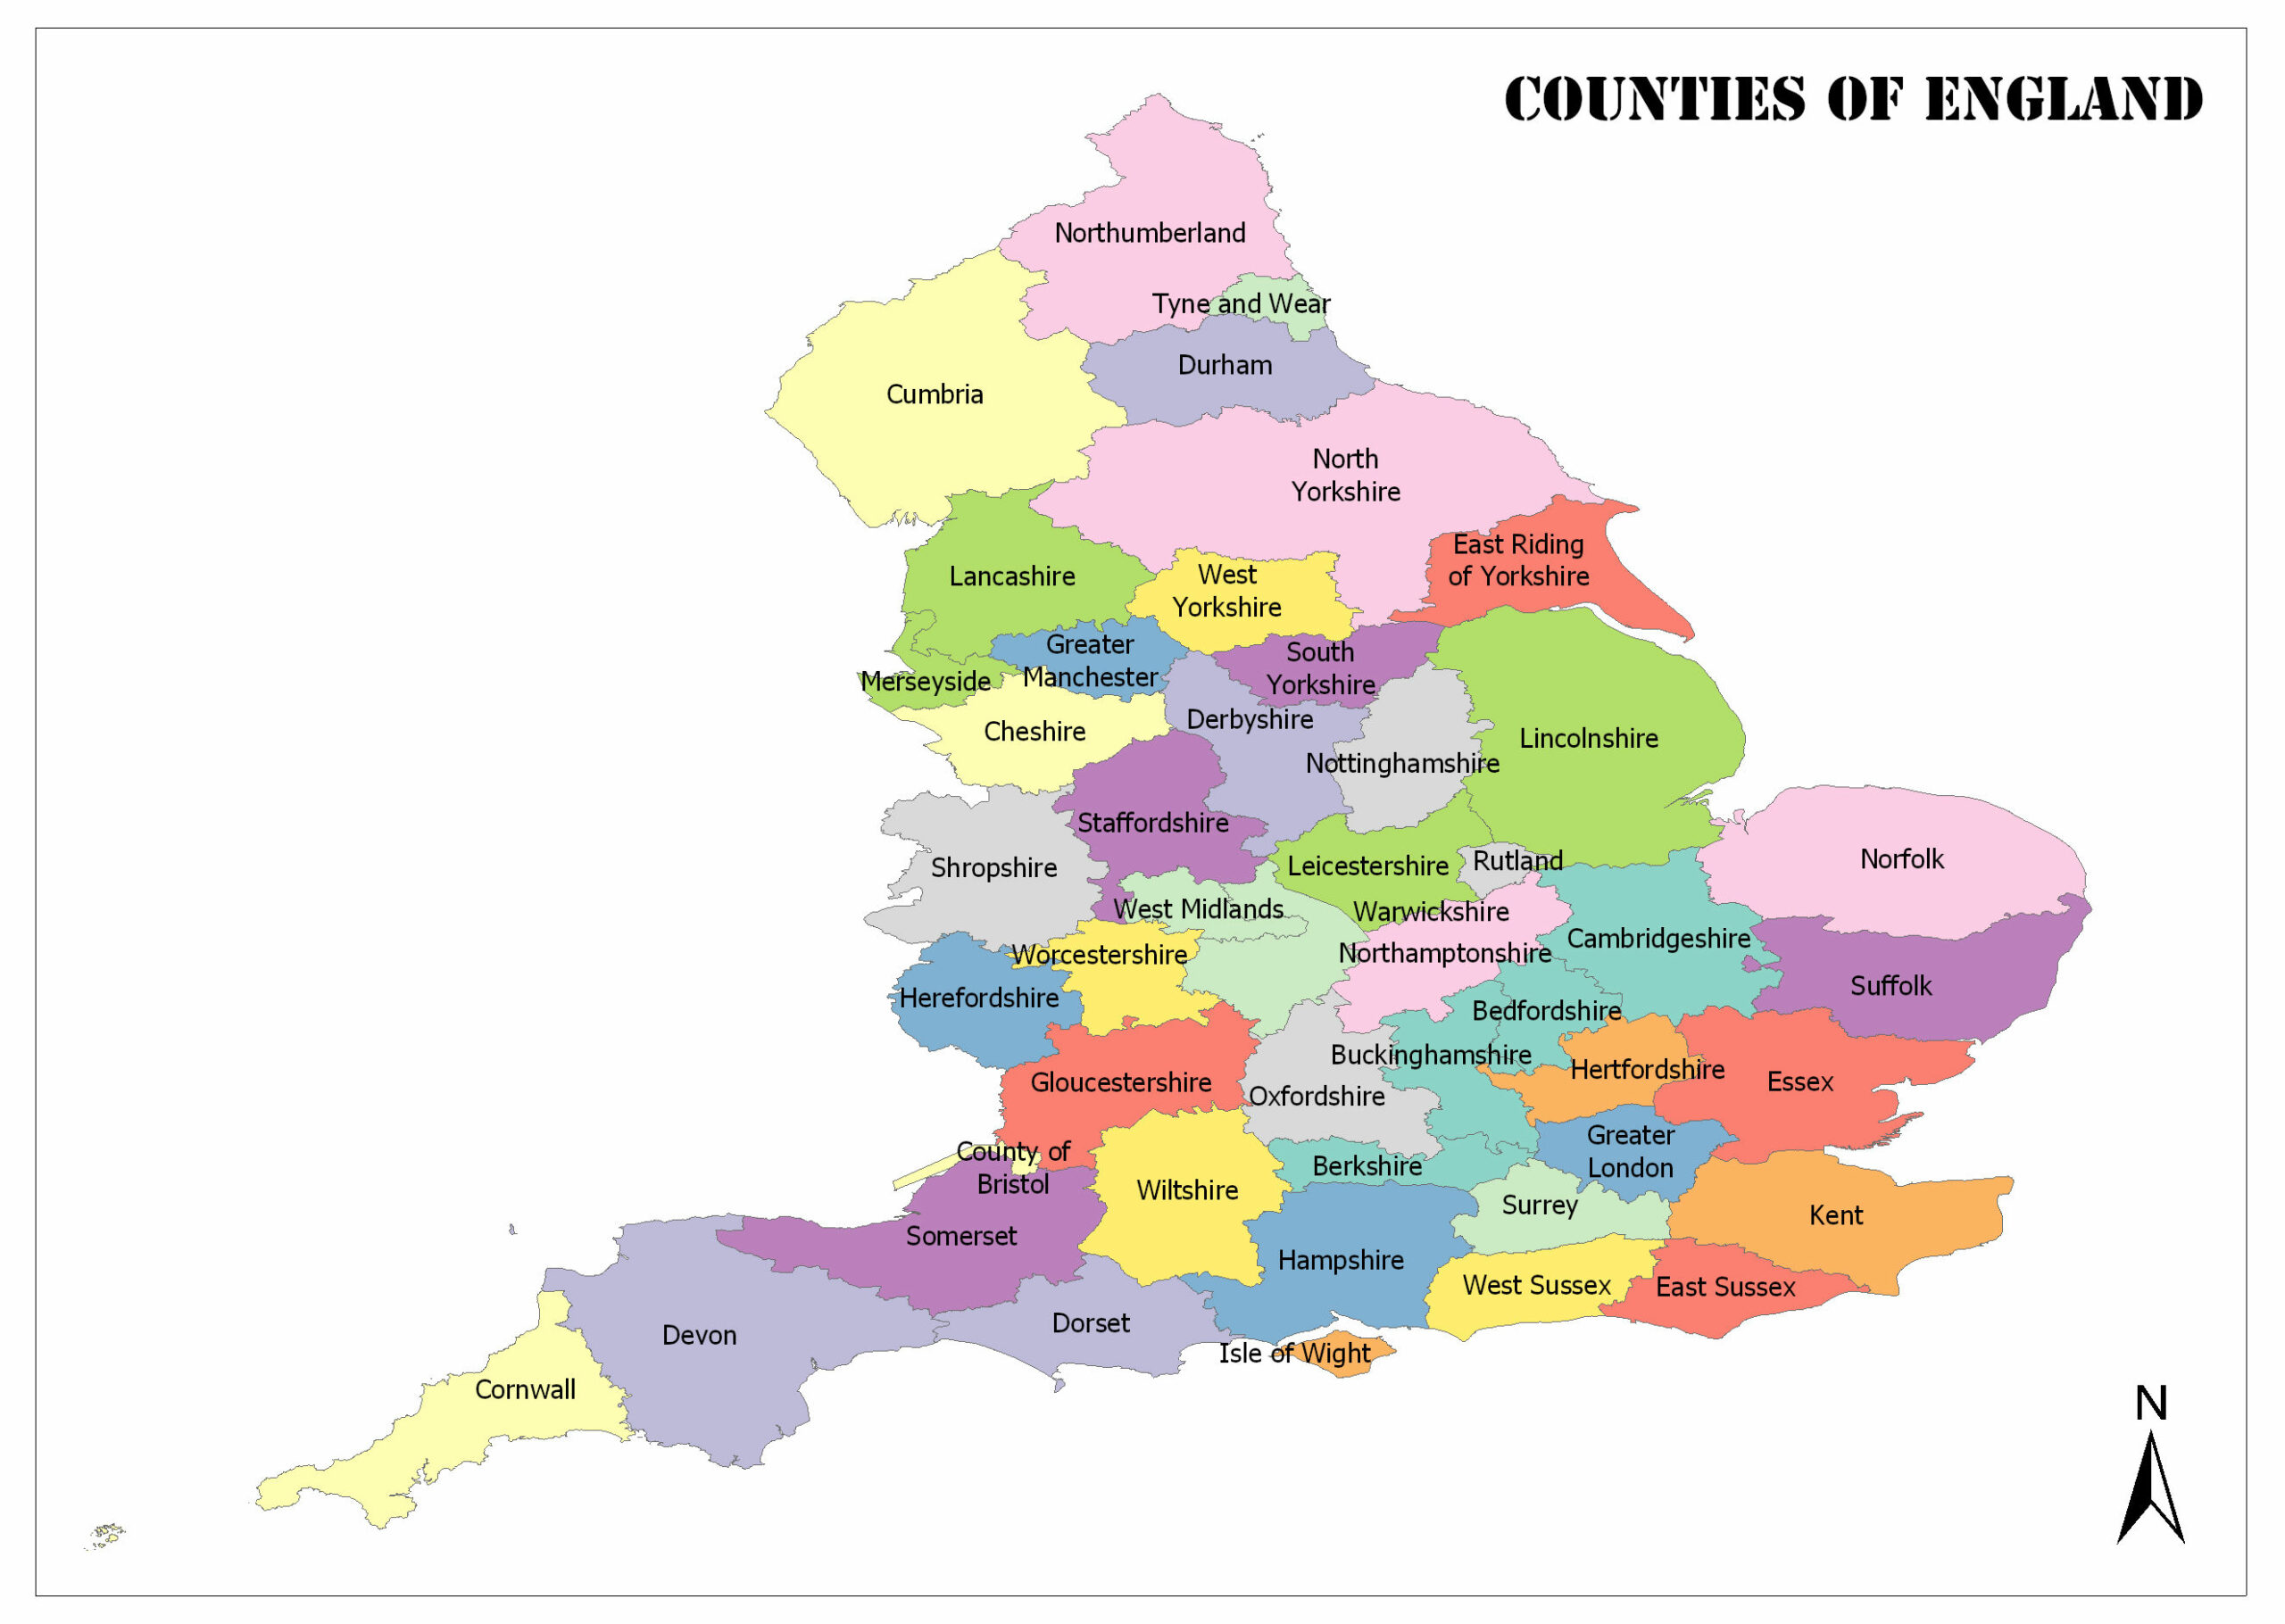 COUNTIES OF ENGLAND
Northumberland
Tyne and Wear
Durham
Cumbria
North
Yorkshire
East Riding
of Yorkshire
Lancashire
West
Yorkshire
Greater
Manchester
South
Yorkshire
Merseyside
Cheshire
Derbyshire
Nottinghamshire
Lincolnshire
Staffordshire
Shropshire
Leicestershire
Rutland
Norfolk
West Midlands
Warwickshire
Worcestershire
Northamptonshire
Cambridgeshire
Suffolk
Herefordshire
Bedfordshire
Buckinghamshire
Hertfordshire
Essex
Gloucestershire
Oxfordshire
Greater
London
County of
Bristol
Berkshire
Wiltshire
Surrey
Kent
Somerset
Hampshire
West Sussex
East Sussex
Devon
Dorset
Isle of Wight
Cornwall
N